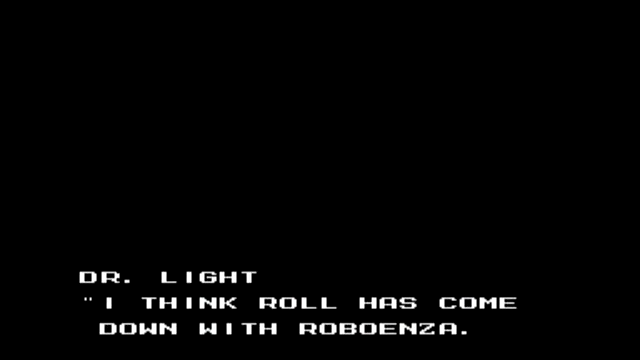 DR. LIGHT
"I THINK ROLL HAS COME
DOWN WITH ROBOENZA.